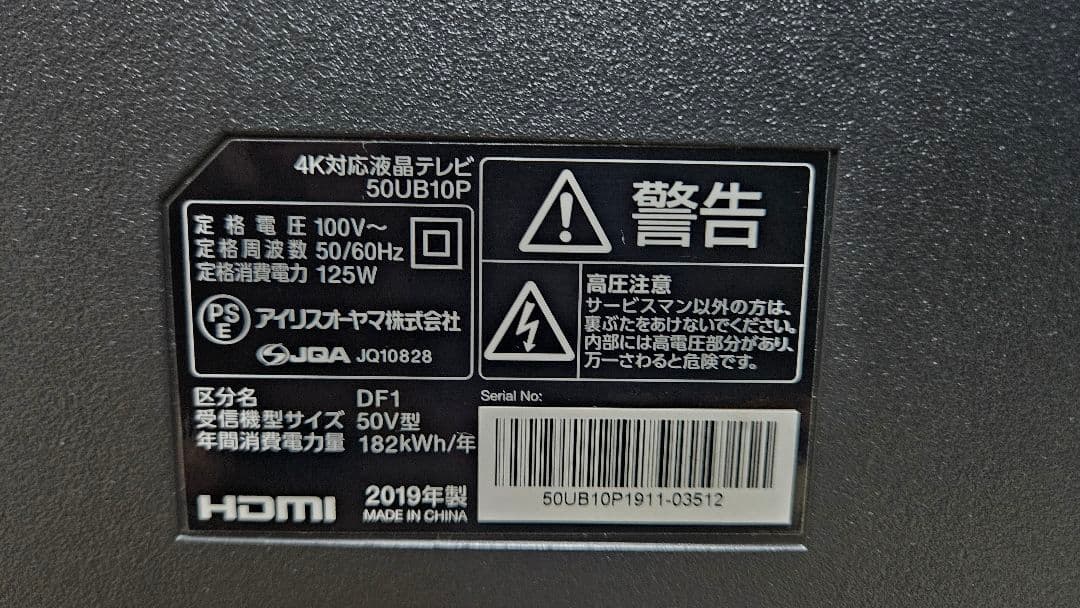 4K対応液晶テレビ
50UB10P
定格電圧 100V～
定格周波数 50/60Hz
定格消費電力 125W
PS
E
アイリスオーヤマ株式会社
JQA JQ10828
区分名 DF1
受信機型サイズ 50V型
年間消費電力量 182kWh/年
HDMI
2019年製
MADE IN CHINA
警告
高圧注意
サービスマン以外の方は、
裏ぶたをあけないでください。
内部には高電圧部分があり、
万一さわると危険です。
Serial No:
50UB10P1911-03512